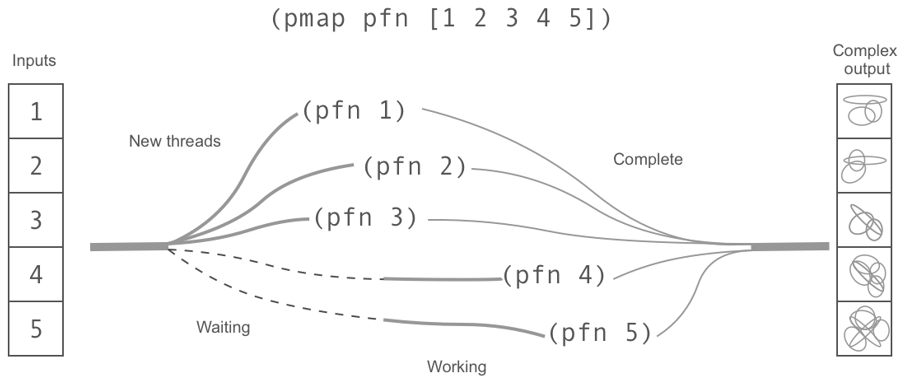 (pmap pfn [1 2 3 4 5])
Inputs
Complex
output
1
2
3
4
5
New threads
(pfn 1)
(pfn 2)
(pfn 3)
(pfn 4)
(pfn 5)
Complete
Waiting
Working